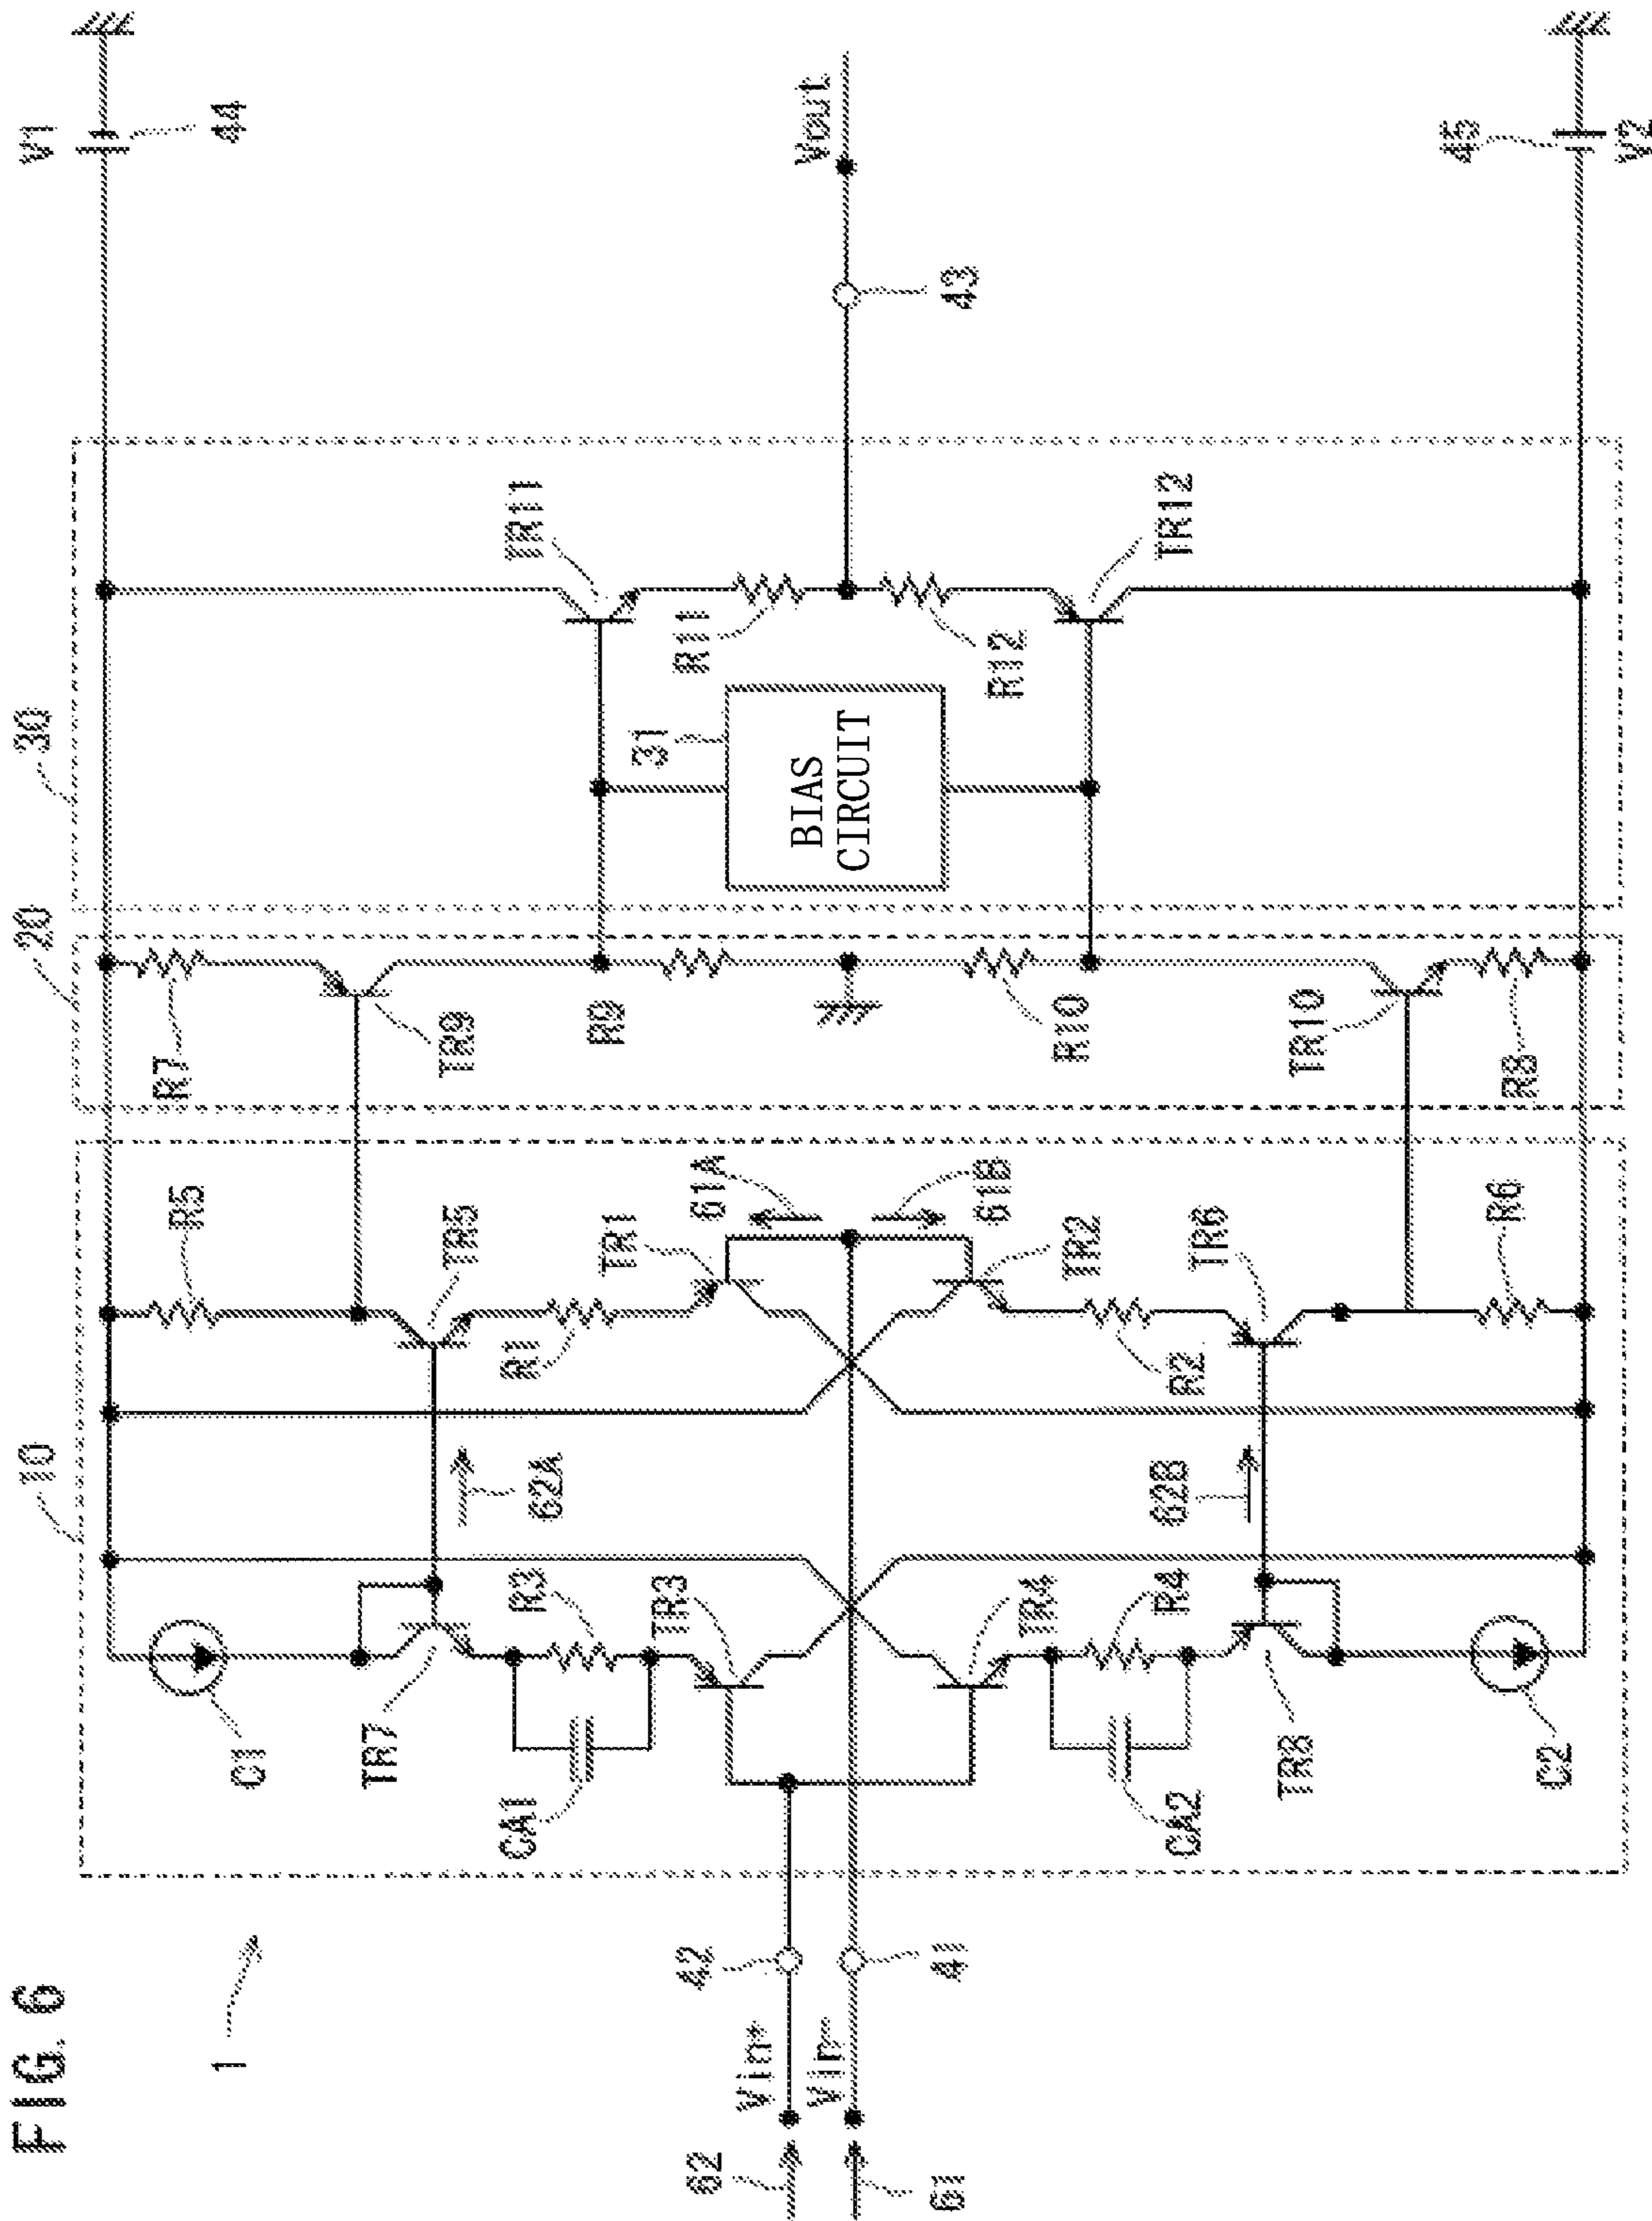 FIG. 6
1
10
20
30
V1
44
R5
R7
C1
TR7
62A
TR5
TR9
TR11
CA1
R3
R1
R9
R11
31
TR3
TR1
61A
BIAS
CIRCUIT
62
42
Vin+
Vin-
61
41
Vout
43
TR4
61B
TR2
R10
R12
CA2
R4
62B
R2
TR6
TR10
TR12
TR8
C2
R6
R8
45
V2